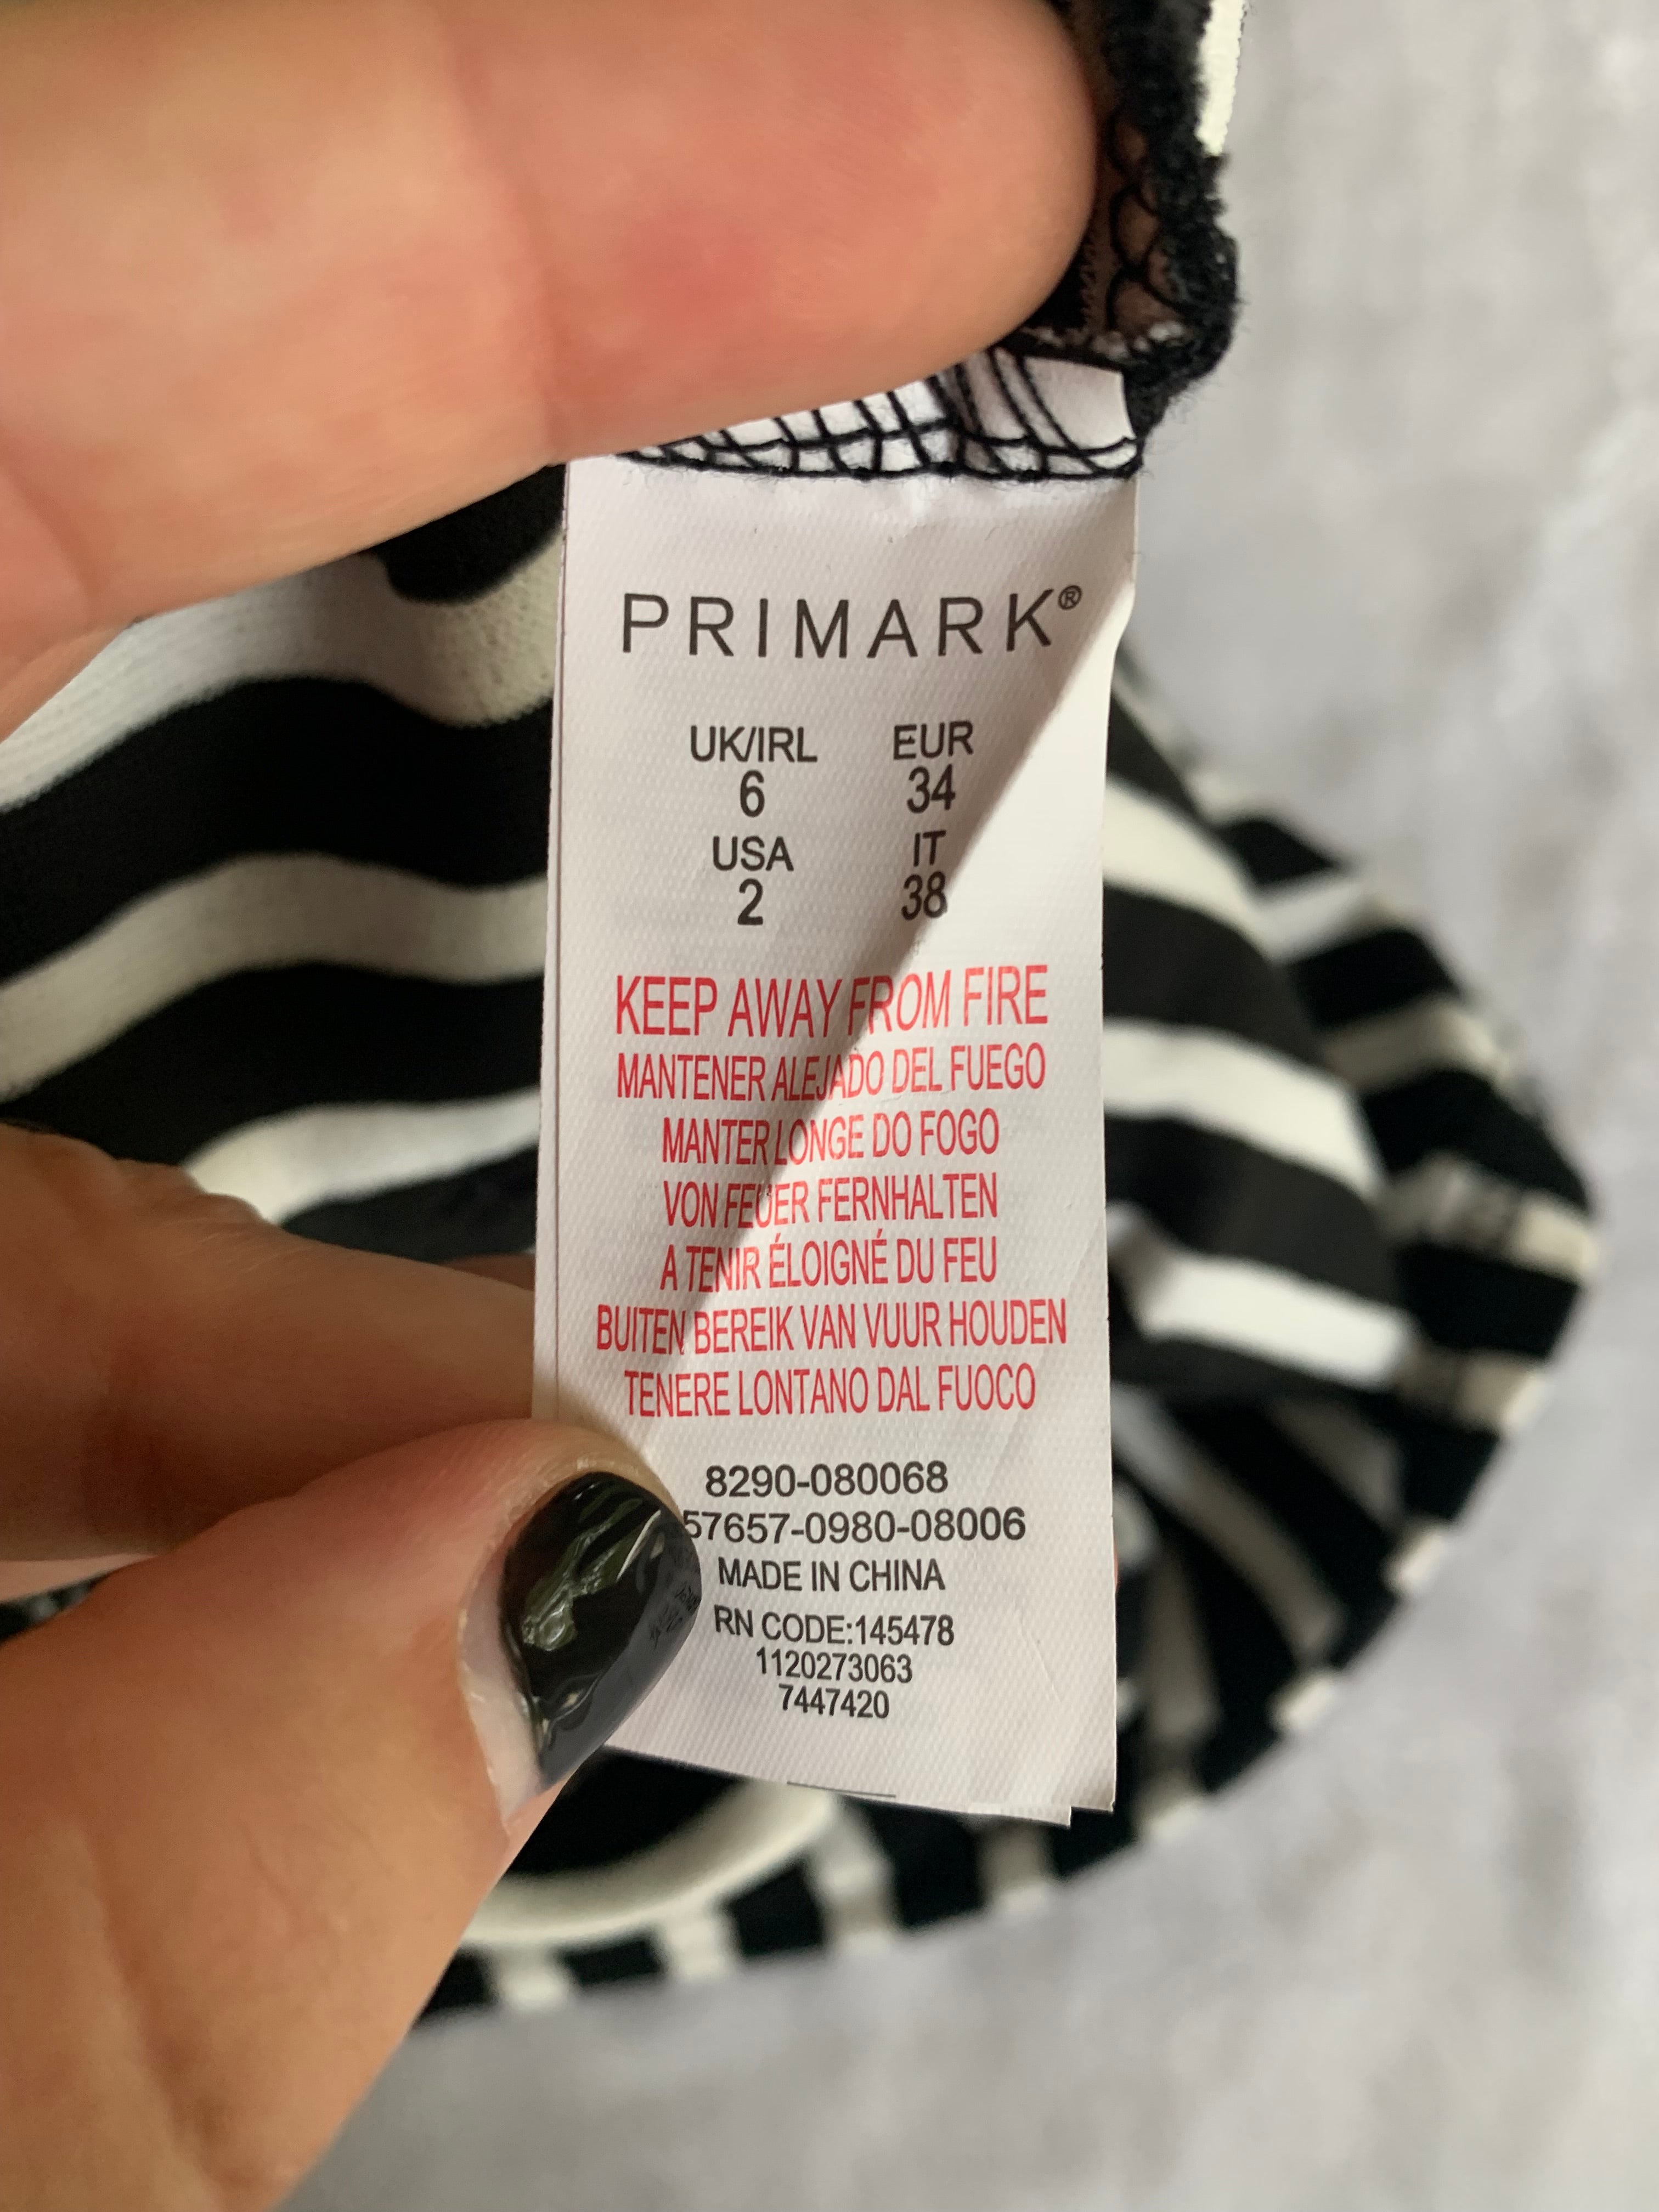 PRIMARK®
UK/IRL EUR
6 34
USA IT
2 38
KEEP AWAY FROM FIRE
MANTENER ALEJADO DEL FUEGO
MANTER LONGE DO FOGO
VON FEUER FERNHALTEN
A TENIR ÉLOIGNÉ DU FEU
BUITEN BEREIK VAN VUUR HOUDEN
TENERE LONTANO DAL FUOCO
8290-080068
57657-0980-08006
MADE IN CHINA
RN CODE:145478
1120273063
7447420